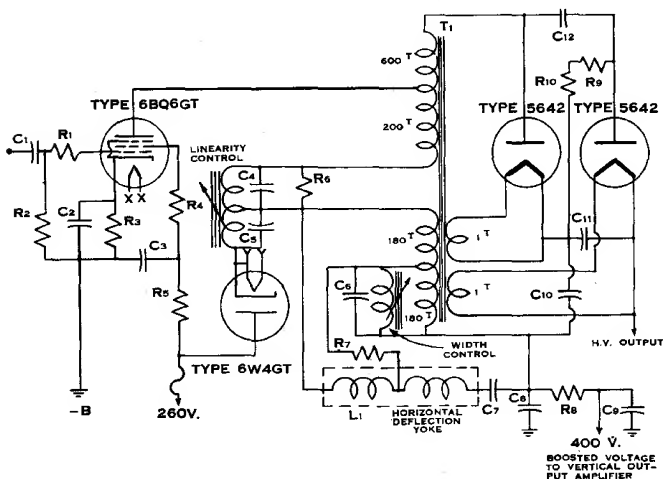 T1
C12
600 T
R10
R9
TYPE 6BQ6GT
TYPE 5642
TYPE 5642
C1
R1
LINEARITY
CONTROL
200 T
C4
R6
X X
R4
R2
C2
R3
C3
C5
180 T
1 T
C11
R5
C6
180 T
1 T
C10
R7
WIDTH
CONTROL
H.V. OUTPUT
TYPE 6W4GT
-B
260V.
L1
HORIZONTAL
DEFLECTION
YOKE
C7
C8
R8
C9
400 V.
BOOSTED VOLTAGE
TO VERTICAL OUT-
PUT AMPLIFIER